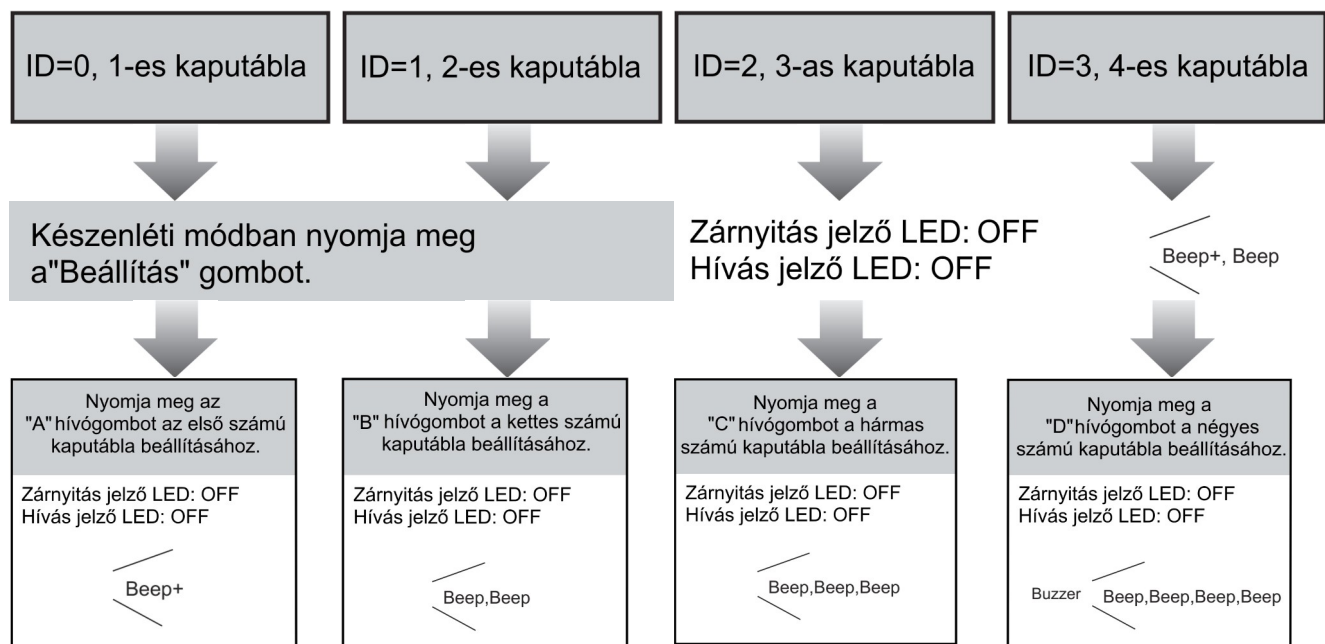 ID=0, 1-es kaputábla
ID=1, 2-es kaputábla
ID=2, 3-as kaputábla
ID=3, 4-es kaputábla
Készenléti módban nyomja meg
a"Beállítás" gombot.
Zárnyitás jelző LED: OFF
Hívás jelző LED: OFF
Beep+, Beep
Nyomja meg az
"A" hívógombot az első számú
kaputábla beállításához.
Zárnyitás jelző LED: OFF
Hívás jelző LED: OFF
Beep+
Nyomja meg a
"B" hívógombot a kettes számú
kaputábla beállításához.
Zárnyitás jelző LED: OFF
Hívás jelző LED: OFF
Beep,Beep
Nyomja meg a
"C" hívógombot a hármas
számú kaputábla beállításához.
Zárnyitás jelző LED: OFF
Hívás jelző LED: OFF
Beep,Beep,Beep
Nyomja meg a
"D" hívógombot a négyes
számú kaputábla beállításához.
Zárnyitás jelző LED: OFF
Hívás jelző LED: OFF
Buzzer
Beep,Beep,Beep,Beep